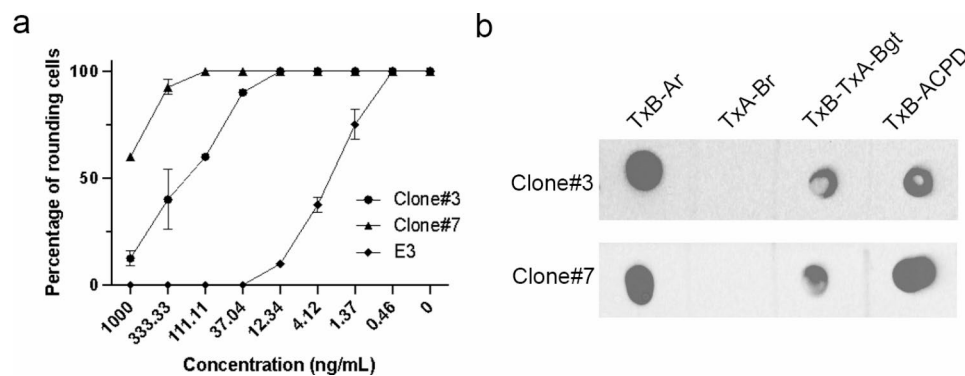 a
Percentage of rounding cells
100
50
0
Clone#3
Clone#7
E3
1000
333.33
111.11
37.04
12.34
4.12
1.37
0.46
0
Concentration (ng/mL)
b
TxB-Ar
TxA-Br
TxB-TxA-Bgt
TxB-ACPD
Clone#3
Clone#7